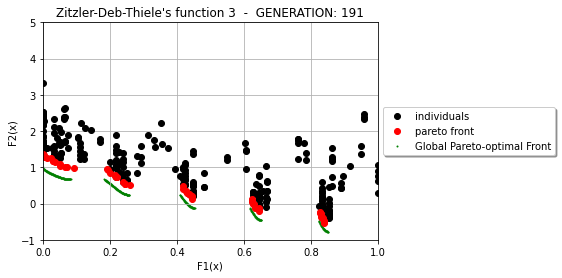 Zitzler-Deb-Thiele's function 3 - GENERATION: 191
5
4
3
2
1
0
−1
F2(x)
0.0 0.2 0.4 0.6 0.8 1.0
F1(x)
individuals
pareto front
Global Pareto-optimal Front